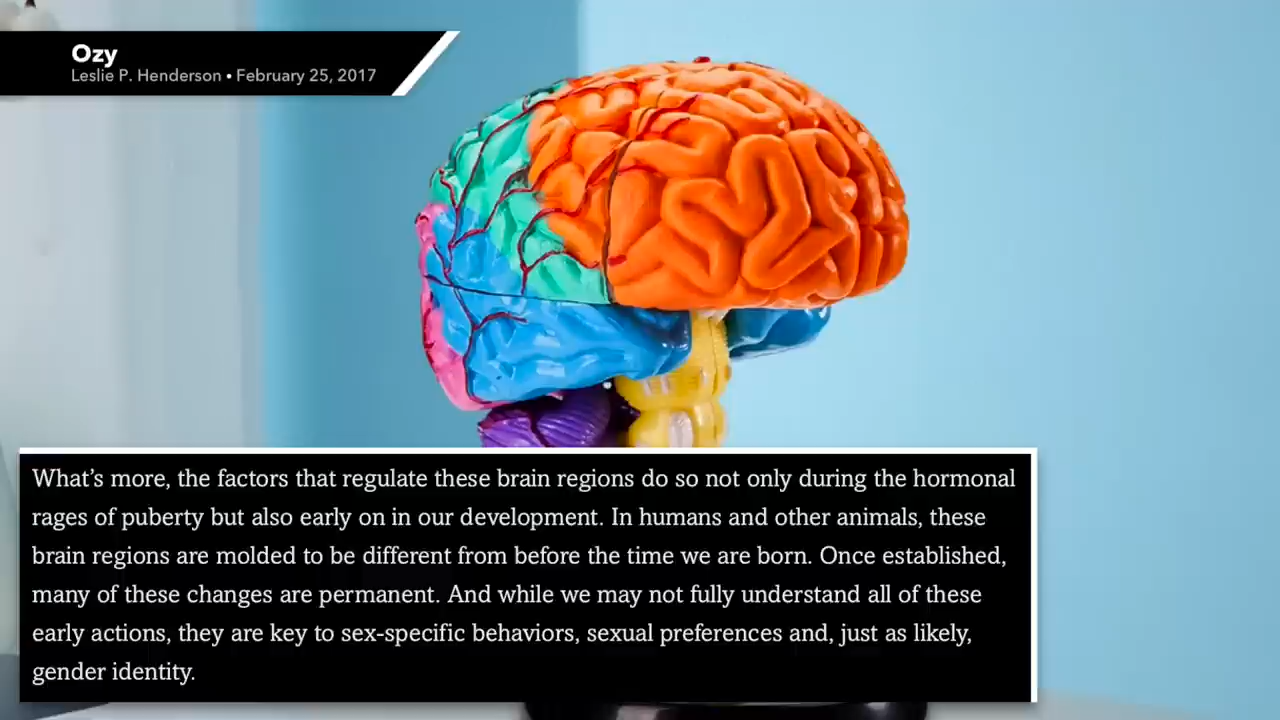 Ozy
Leslie P. Henderson • February 25, 2017
What’s more, the factors that regulate these brain regions do so not only during the hormonal
rages of puberty but also early on in our development. In humans and other animals, these
brain regions are molded to be different from before the time we are born. Once established,
many of these changes are permanent. And while we may not fully understand all of these
early actions, they are key to sex-specific behaviors, sexual preferences and, just as likely,
gender identity.